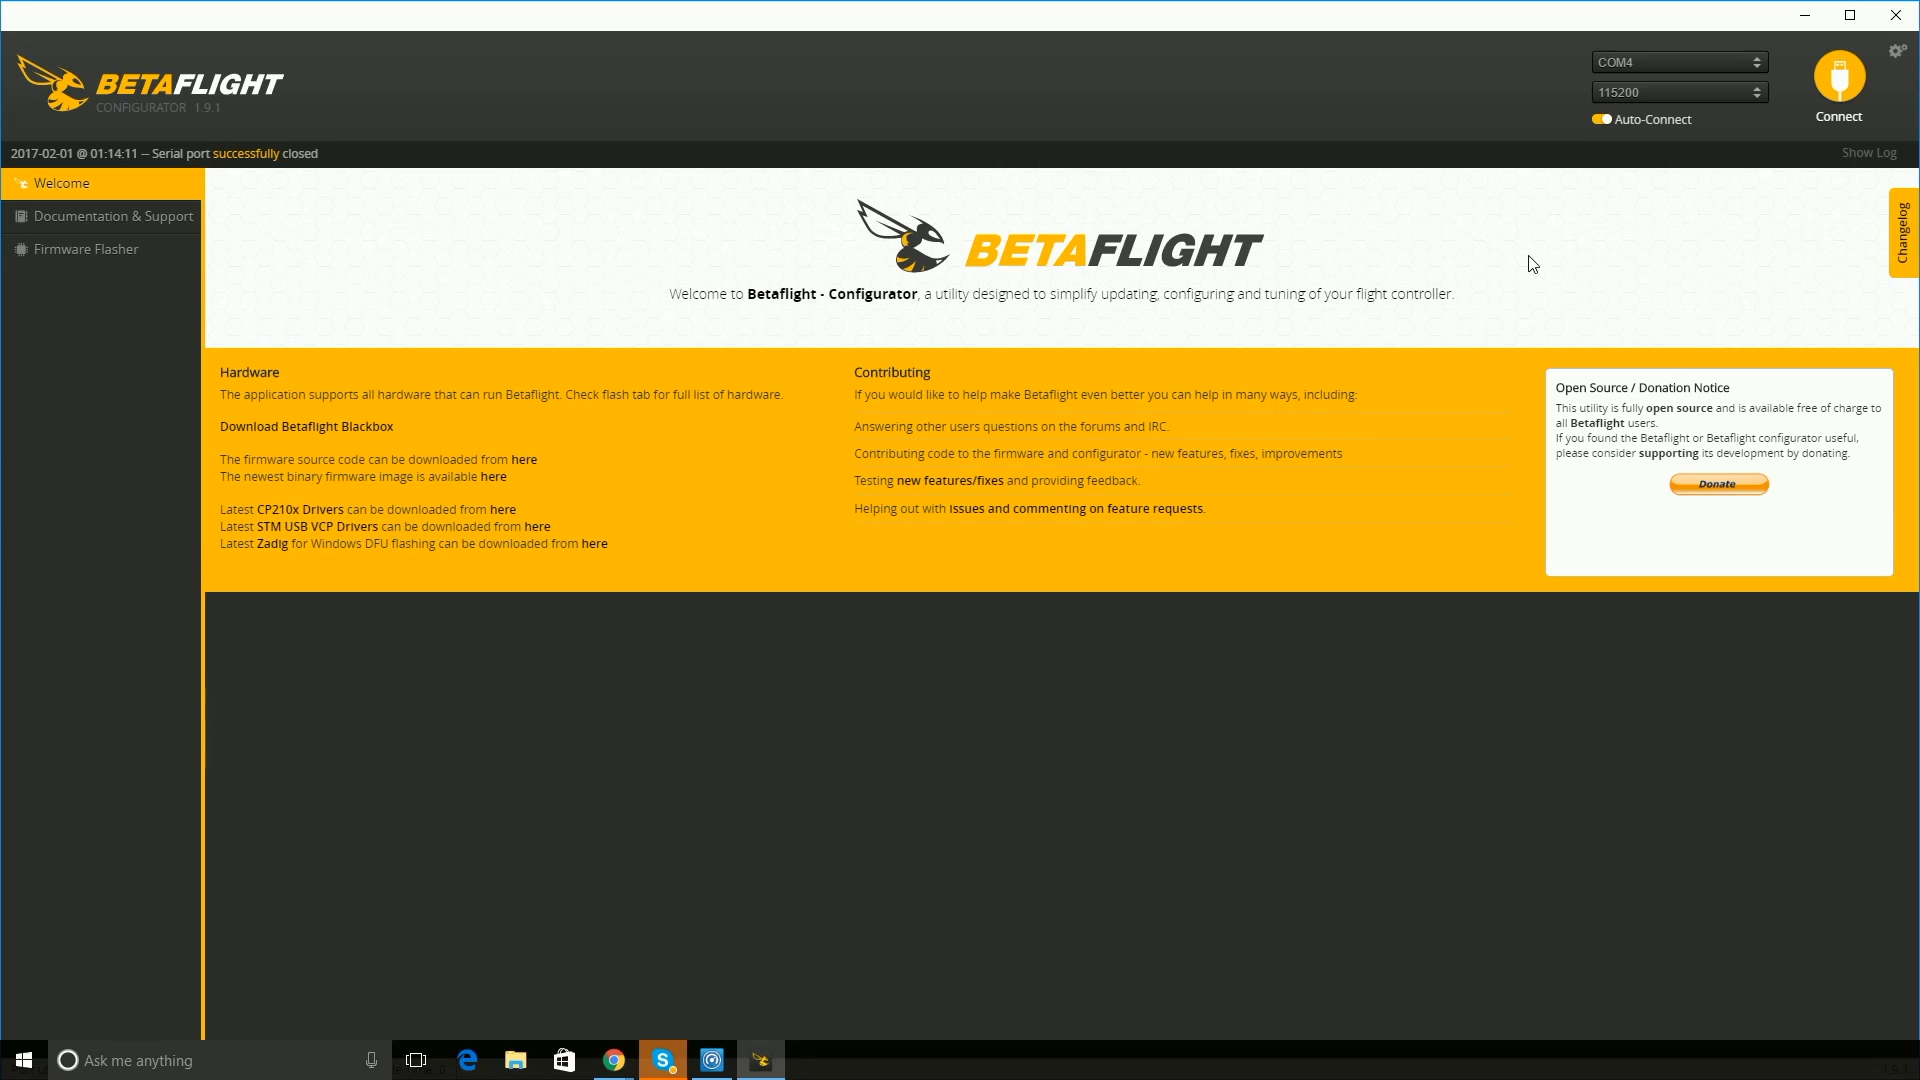 BETAFLIGHT
CONFIGURATOR 1.9.1
COM4
115200
Auto-Connect
Connect
2017-02-01 @ 01:14:11 -- Serial port successfully closed
Show Log
Welcome
Documentation & Support
Firmware Flasher
Changelog
BETAFLIGHT
Welcome to Betaflight - Configurator, a utility designed to simplify updating, configuring and tuning of your flight controller.
Hardware
The application supports all hardware that can run Betaflight. Check flash tab for full list of hardware.
Download Betaflight Blackbox
The firmware source code can be downloaded from here
The newest binary firmware image is available here
Latest CP210x Drivers can be downloaded from here
Latest STM USB VCP Drivers can be downloaded from here
Latest Zadig for Windows DFU flashing can be downloaded from here
Contributing
If you would like to help make Betaflight even better you can help in many ways, including:
Answering other users questions on the forums and IRC.
Contributing code to the firmware and configurator - new features, fixes, improvements
Testing new features/fixes and providing feedback.
Helping out with issues and commenting on feature requests.
Open Source / Donation Notice
This utility is fully open source and is available free of charge to
all Betaflight users.
If you found the Betaflight or Betaflight configurator useful,
please consider supporting its development by donating.
Donate
Ask me anything